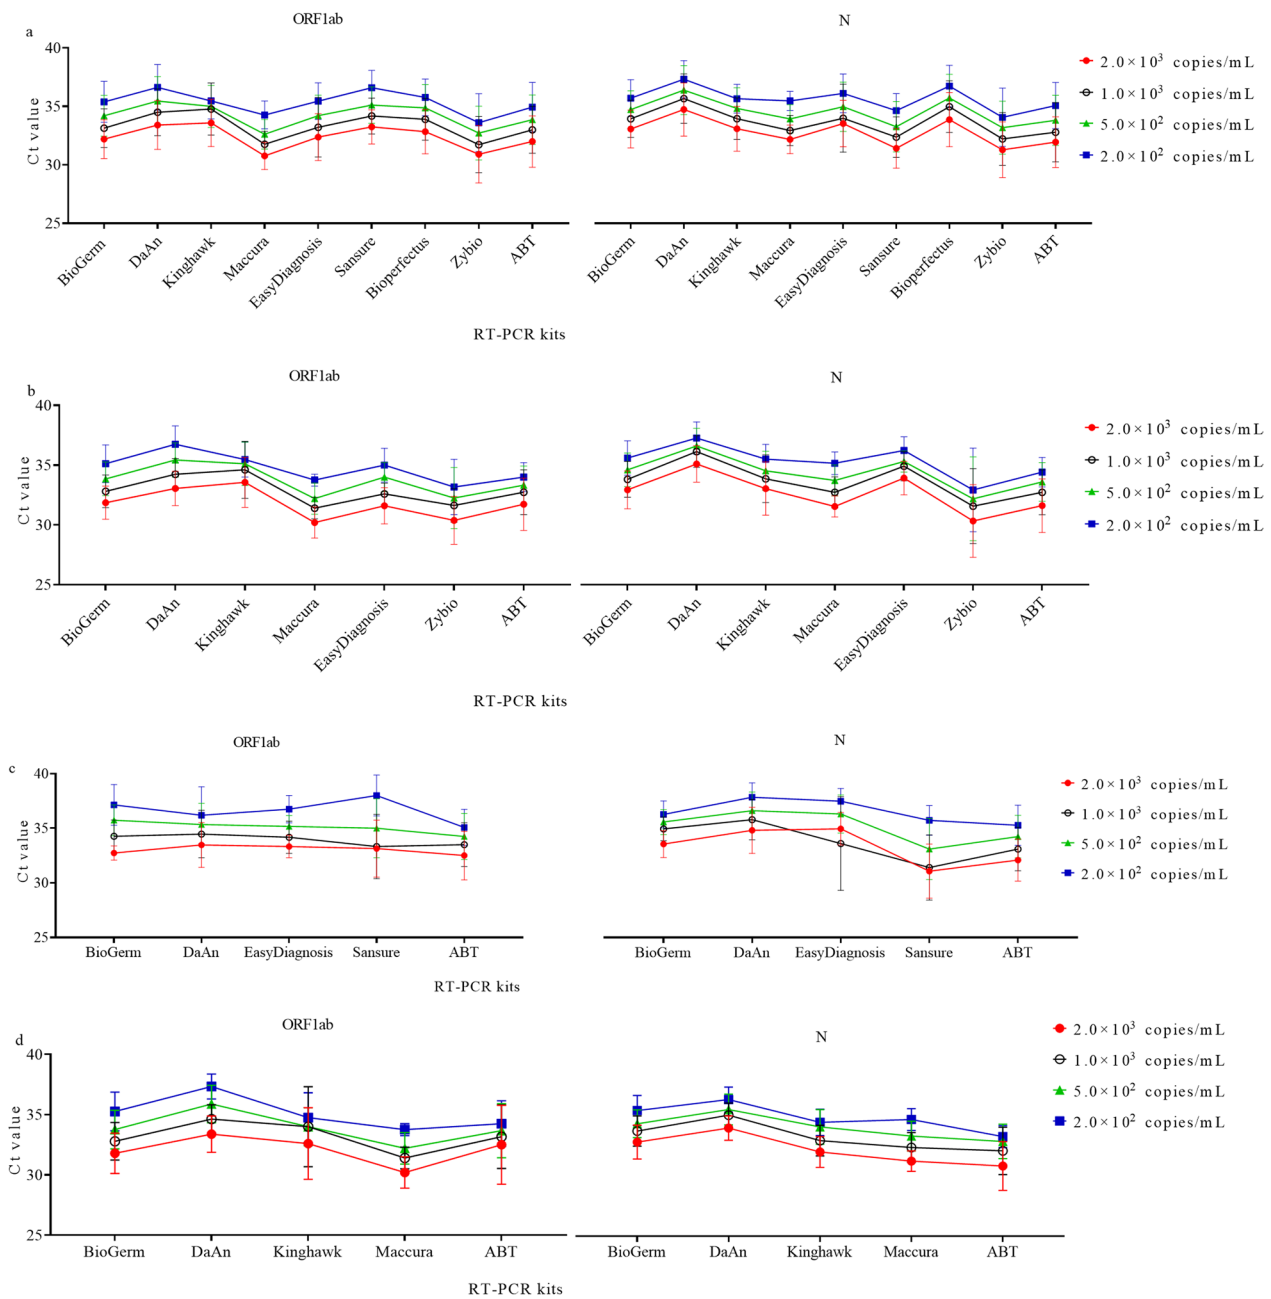 ORF1ab
N
a
40
35
30
25
Ct value
2.0×10³ copies/mL
1.0×10³ copies/mL
5.0×10² copies/mL
2.0×10² copies/mL
BioGerm
DaAn
Kinghawk
Maccura
EasyDiagnosis
Sansure
Bioperfectus
Zybio
ABT
BioGerm
DaAn
Kinghawk
Maccura
EasyDiagnosis
Sansure
Bioperfectus
Zybio
ABT
RT-PCR kits
ORF1ab
N
b
40
35
30
25
Ct value
2.0×10³ copies/mL
1.0×10³ copies/mL
5.0×10² copies/mL
2.0×10² copies/mL
BioGerm
DaAn
Kinghawk
Maccura
EasyDiagnosis
Zybio
ABT
BioGerm
DaAn
Kinghawk
Maccura
EasyDiagnosis
Zybio
ABT
RT-PCR kits
ORF1ab
N
c
40
35
30
25
Ct value
2.0×10³ copies/mL
1.0×10³ copies/mL
5.0×10² copies/mL
2.0×10² copies/mL
BioGerm DaAn EasyDiagnosis Sansure ABT
BioGerm DaAn EasyDiagnosis Sansure ABT
RT-PCR kits
ORF1ab
N
d
40
35
30
25
Ct value
2.0×10³ copies/mL
1.0×10³ copies/mL
5.0×10² copies/mL
2.0×10² copies/mL
BioGerm DaAn Kinghawk Maccura ABT
BioGerm DaAn Kinghawk Maccura ABT
RT-PCR kits